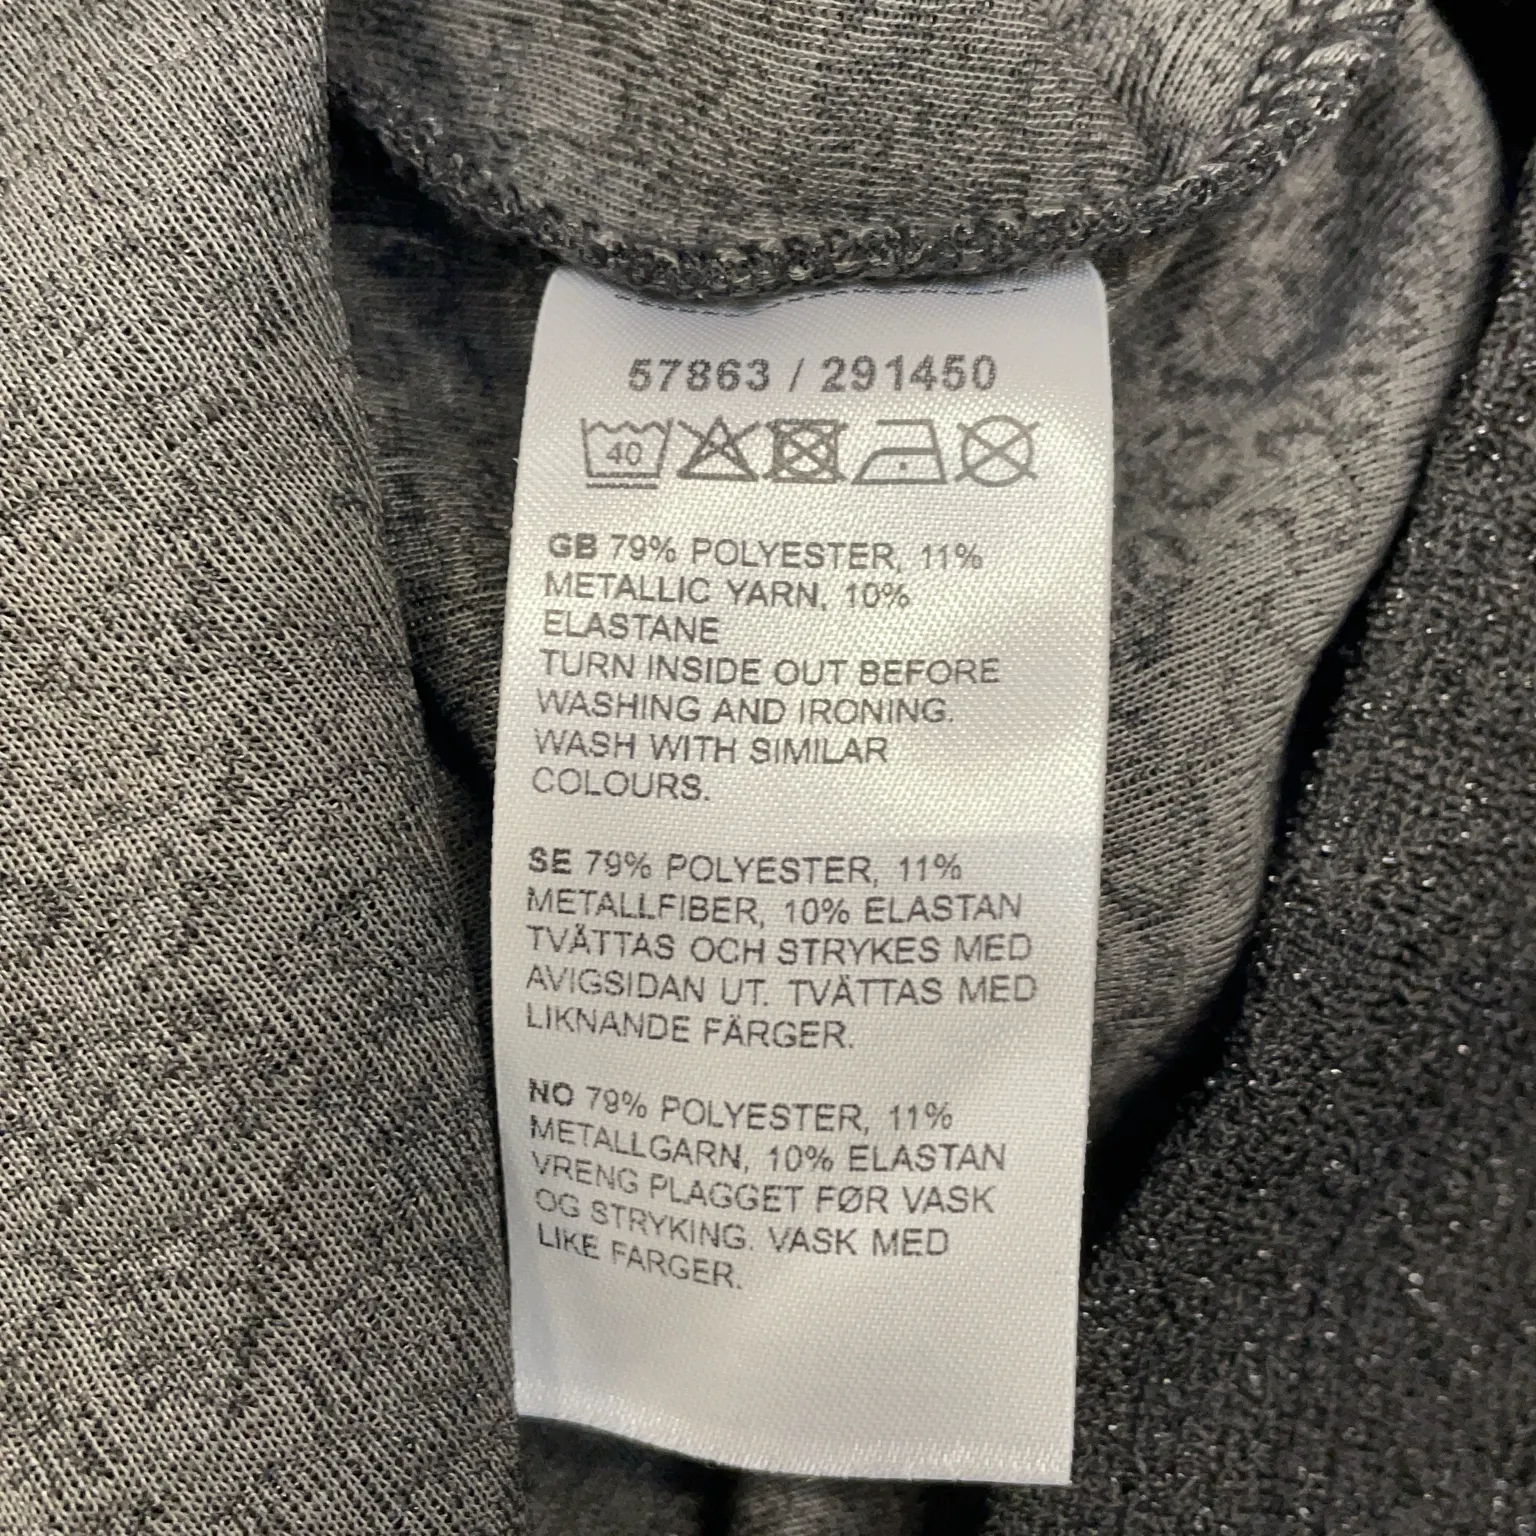 57863 / 291450
40
GB 79% POLYESTER, 11%
METALLIC YARN, 10%
ELASTANE
TURN INSIDE OUT BEFORE
WASHING AND IRONING.
WASH WITH SIMILAR
COLOURS.
SE 79% POLYESTER, 11%
METALLFIBER, 10% ELASTAN
TVÄTTAS OCH STRYKES MED
AVIGSIDAN UT. TVÄTTAS MED
LIKNANDE FÄRGER.
NO 79% POLYESTER, 11%
METALLGARN, 10% ELASTAN
VRENG PLAGGET FØR VASK
OG STRYKING. VASK MED
LIKE FARGER.